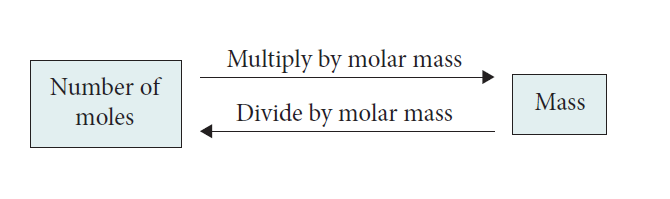 Number of
moles
Multiply by molar mass
Divide by molar mass
Mass